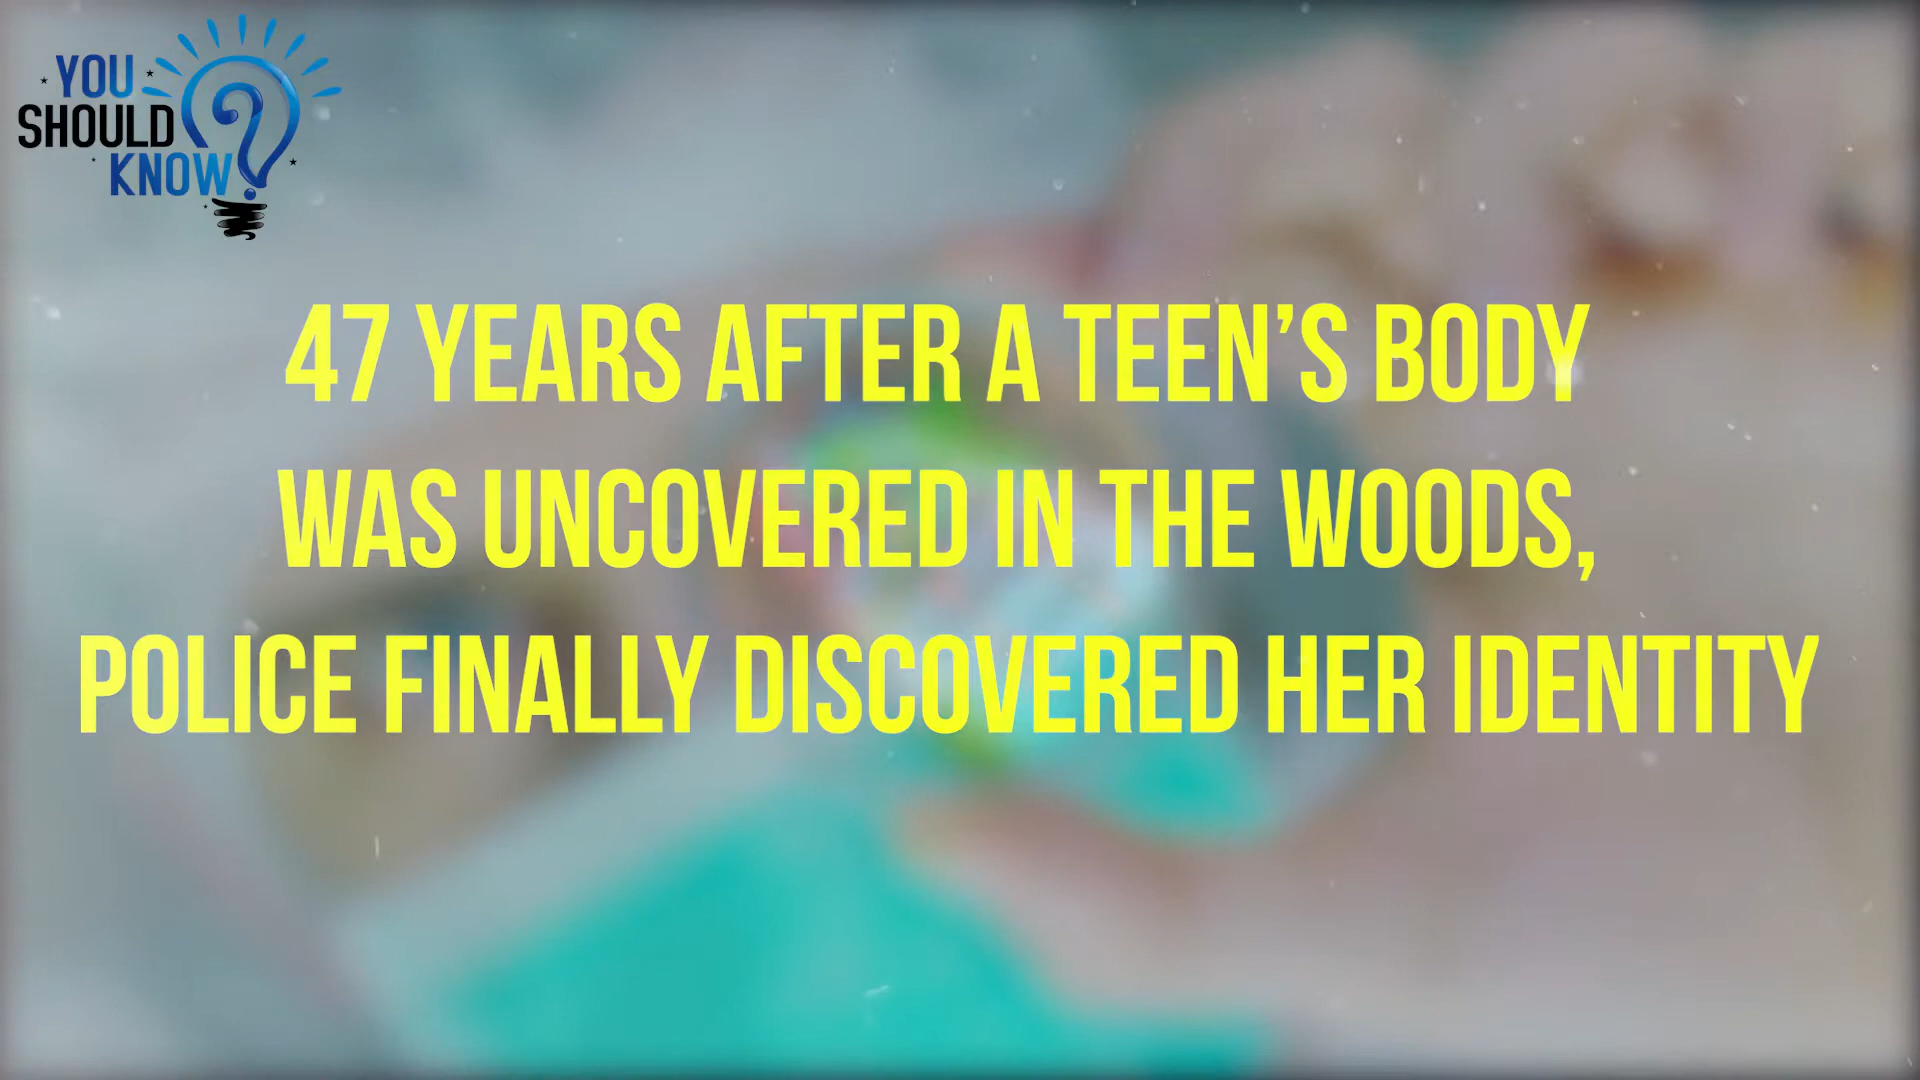 YOU
SHOULD
KNOW
47 YEARS AFTER A TEEN’S BODY
WAS UNCOVERED IN THE WOODS,
POLICE FINALLY DISCOVERED HER IDENTITY